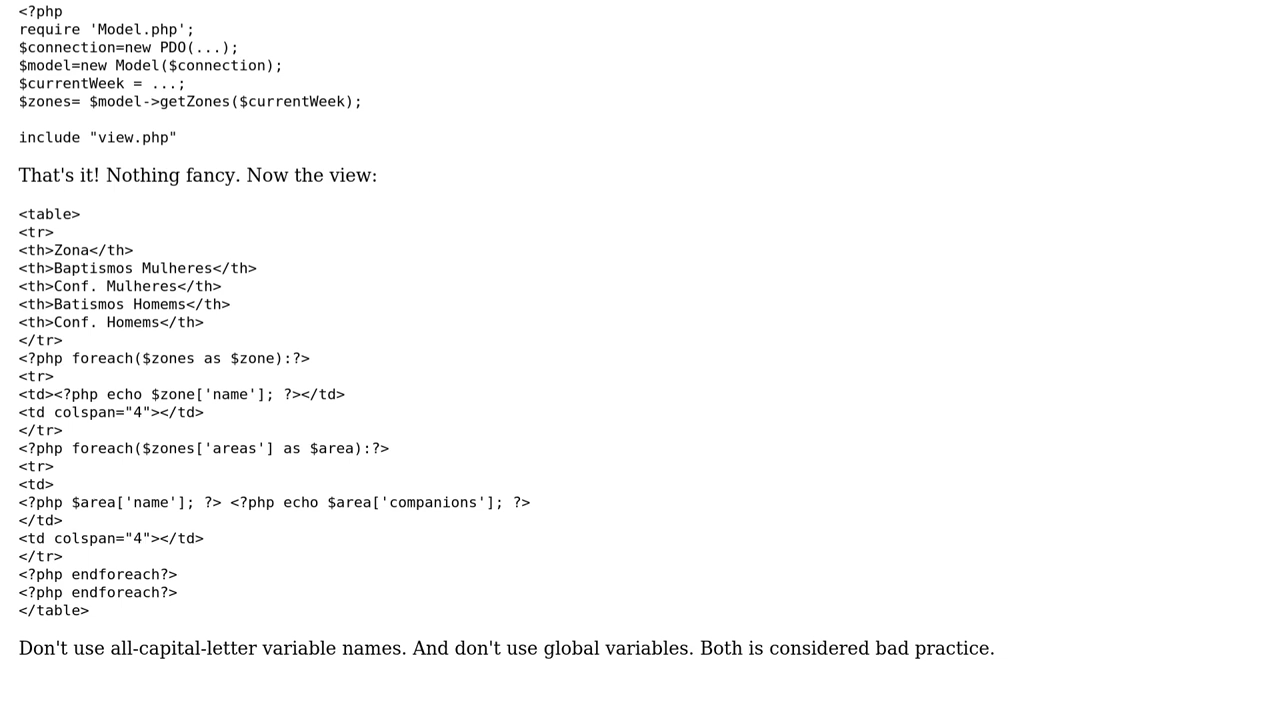 <?php
require 'Model.php';
$connection=new PDO(...);
$model=new Model($connection);
$currentWeek = ...;
$zones= $model->getZones($currentWeek);
include "view.php"
That's it! Nothing fancy. Now the view:
<table>
<tr>
<th>Zona</th>
<th>Baptismos Mulheres</th>
<th>Conf. Mulheres</th>
<th>Batismos Homems</th>
<th>Conf. Homems</th>
</tr>
<?php foreach($zones as $zone):?>
<tr>
<td><?php echo $zone['name']; ?></td>
<td colspan="4"></td>
</tr>
<?php foreach($zones['areas'] as $area):?>
<tr>
<td>
<?php $area['name']; ?> <?php echo $area['companions']; ?>
</td>
<td colspan="4"></td>
</tr>
<?php endforeach?>
<?php endforeach?>
</table>
Don't use all-capital-letter variable names. And don't use global variables. Both is considered bad practice.